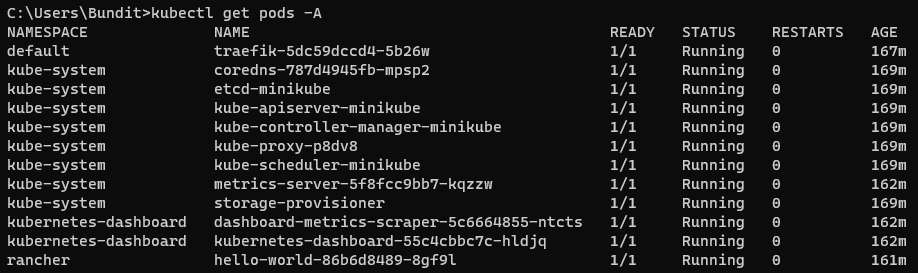 C:\Users\Bundit>kubectl get pods -A
NAMESPACE NAME READY STATUS RESTARTS AGE
default traefik-5dc59dccd4-5b26w 1/1 Running 0 167m
kube-system coredns-787d4945fb-mpsp2 1/1 Running 0 169m
kube-system etcd-minikube 1/1 Running 0 169m
kube-system kube-apiserver-minikube 1/1 Running 0 169m
kube-system kube-controller-manager-minikube 1/1 Running 0 169m
kube-system kube-proxy-p8dv8 1/1 Running 0 169m
kube-system kube-scheduler-minikube 1/1 Running 0 169m
kube-system metrics-server-5f8fcc9bb7-kqzzw 1/1 Running 0 162m
kube-system storage-provisioner 1/1 Running 0 169m
kubernetes-dashboard dashboard-metrics-scraper-5c6664855-ntcts 1/1 Running 0 162m
kubernetes-dashboard kubernetes-dashboard-55c4cbbc7c-hldjq 1/1 Running 0 162m
rancher hello-world-86b6d8489-8gf9l 1/1 Running 0 161m